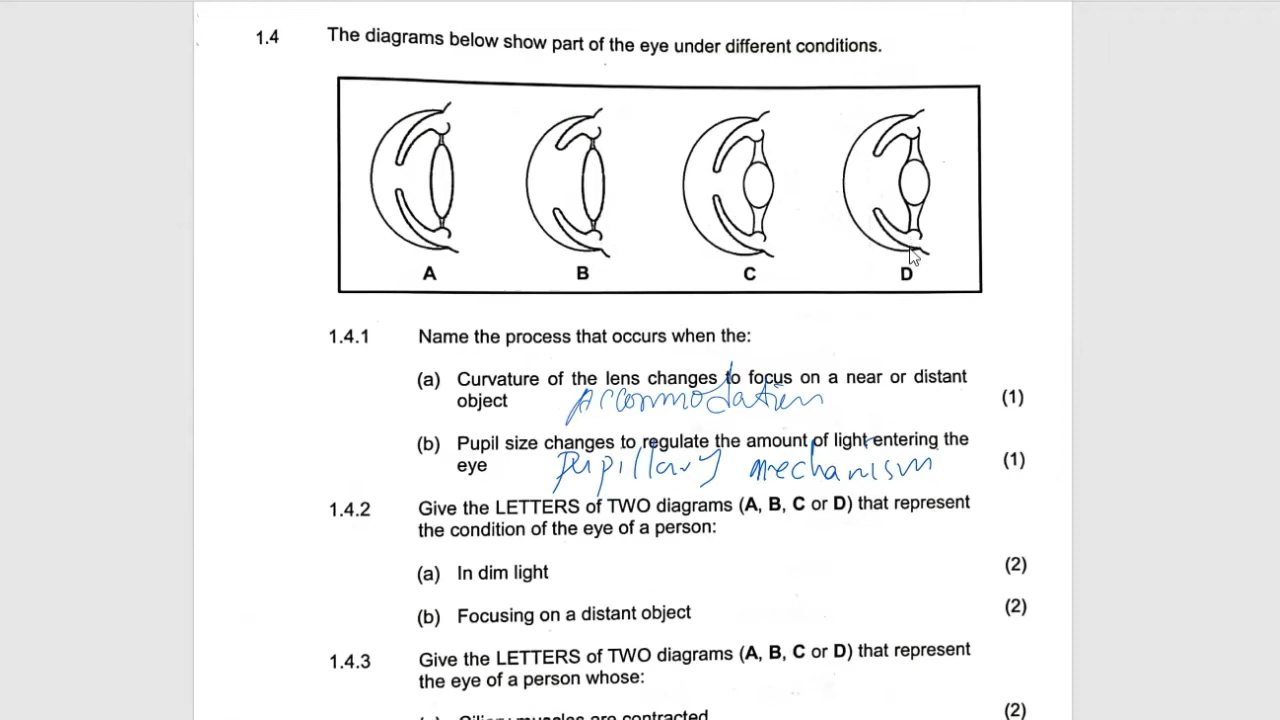 1.4 The diagrams below show part of the eye under different conditions.
A B C D
1.4.1 Name the process that occurs when the:
(a) Curvature of the lens changes to focus on a near or distant
object Accommodation (1)
(b) Pupil size changes to regulate the amount of light entering the
eye Pupillary mechanism (1)
1.4.2 Give the LETTERS of TWO diagrams (A, B, C or D) that represent
the condition of the eye of a person:
(a) In dim light (2)
(b) Focusing on a distant object (2)
1.4.3 Give the LETTERS of TWO diagrams (A, B, C or D) that represent
the eye of a person whose:
Ciliary muscles are contracted (2)